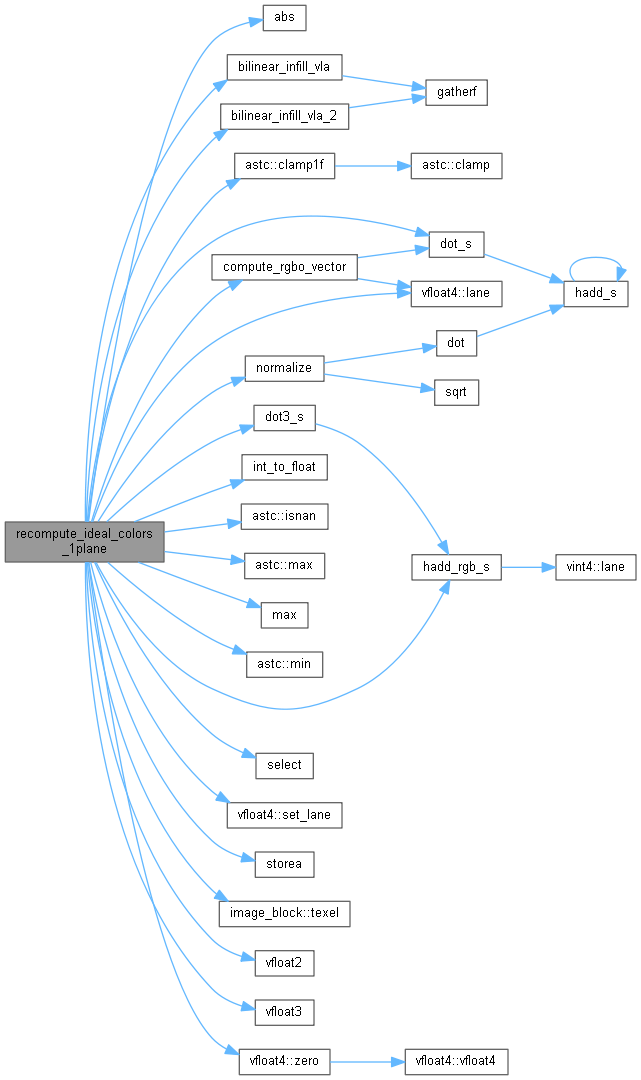 abs
bilinear_infill_vla
gatherf
bilinear_infill_vla_2
astc::clamp1f
astc::clamp
dot_s
compute_rgbo_vector
hadd_s
vfloat4::lane
dot
normalize
sqrt
dot3_s
int_to_float
astc::isnan
recompute_ideal_colors
_1plane
astc::max
hadd_rgb_s
vint4::lane
max
astc::min
select
vfloat4::set_lane
storea
image_block::texel
vfloat2
vfloat3
vfloat4::zero
vfloat4::vfloat4